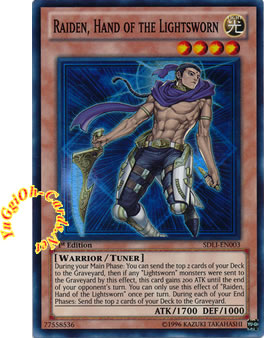 RAIDEN, HAND OF THE LIGHTSWORN
YuGgiOh-Cards.Net
1st Edition
SDLI-EN003
[WARRIOR / TUNER]
During your Main Phase: You can send the top 2 cards of your Deck
to the Graveyard, then if any "Lightsworn" monsters were sent to
the Graveyard by this effect, this card gains 200 ATK until the end
of your opponent's turn. You can only use this effect of "Raiden,
Hand of the Lightsworn" once per turn. During each of your End
Phases: Send the top 2 cards of your Deck to the Graveyard.
ATK/1700 DEF/1000
77558536
©1996 KAZUKI TAKAHASHI